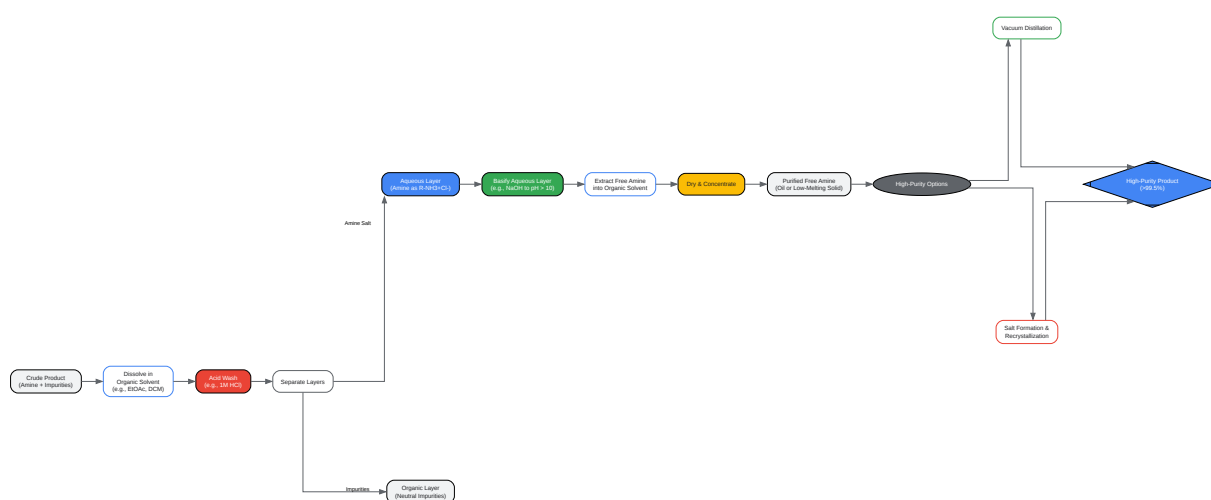 Vacuum Distillation
Aqueous Layer
(Amine as R-NH3+Cl-)
Basify Aqueous Layer
(e.g., NaOH to pH > 10)
Extract Free Amine
into Organic Solvent
Dry & Concentrate
Purified Free Amine
(Oil or Low-Melting Solid)
High-Purity Options
High-Purity Product
(>99.5%)
Amine Salt
Salt Formation &
Recrystallization
Crude Product
(Amine + Impurities)
Dissolve in
Organic Solvent
(e.g., EtOAc, DCM)
Acid Wash
(e.g., 1M HCl)
Separate Layers
Impurities
Organic Layer
(Neutral Impurities)